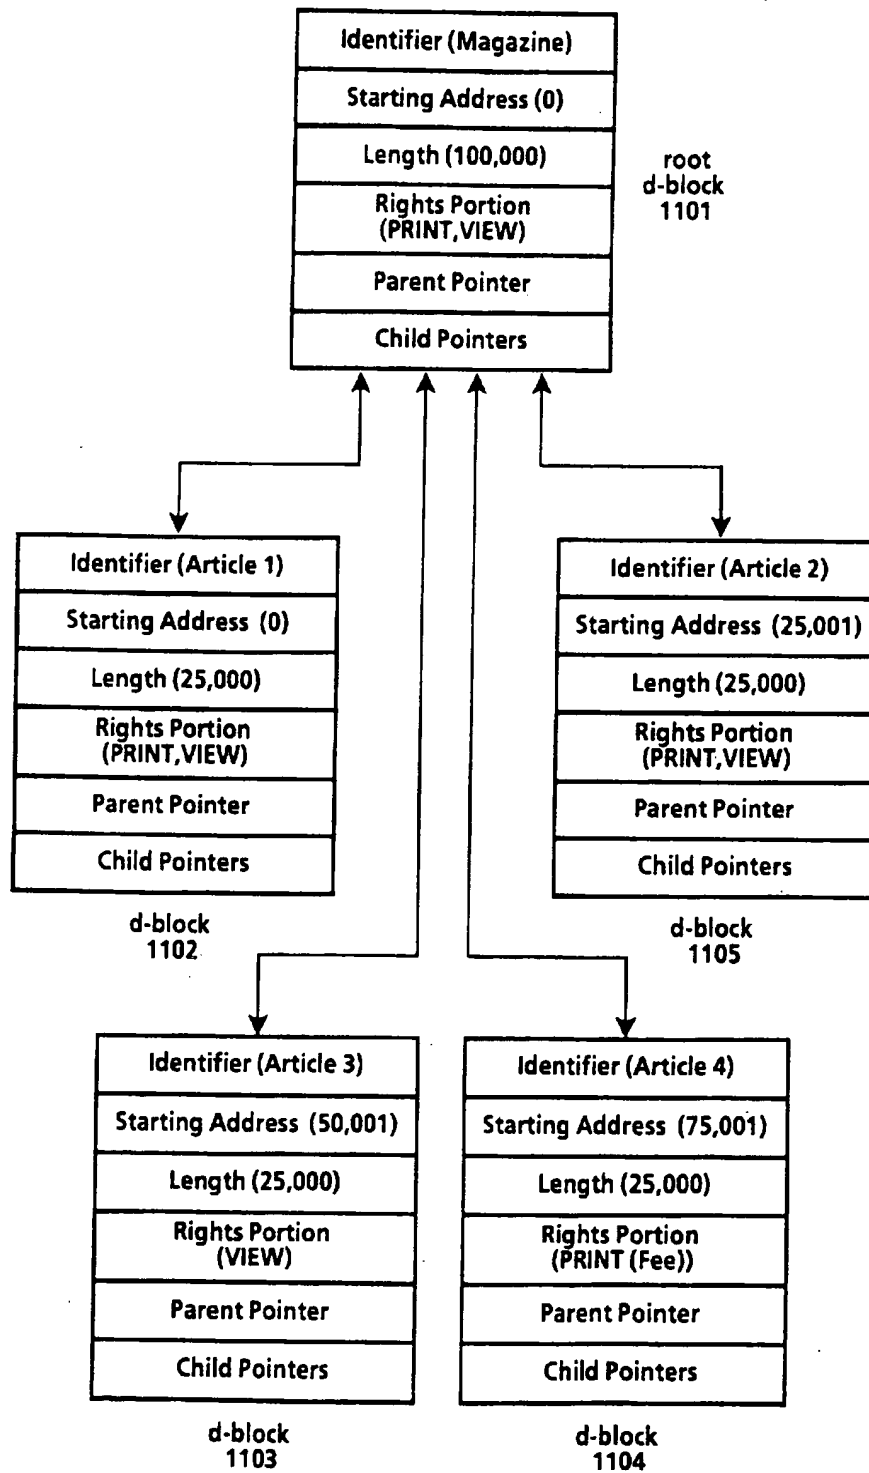 Identifier (Magazine)
Starting Address (0)
Length (100,000)
Rights Portion
(PRINT,VIEW)
Parent Pointer
Child Pointers
root
d-block
1101
Identifier (Article 1)
Starting Address (0)
Length (25,000)
Rights Portion
(PRINT,VIEW)
Parent Pointer
Child Pointers
d-block
1102
Identifier (Article 2)
Starting Address (25,001)
Length (25,000)
Rights Portion
(PRINT,VIEW)
Parent Pointer
Child Pointers
d-block
1105
Identifier (Article 3)
Starting Address (50,001)
Length (25,000)
Rights Portion
(VIEW)
Parent Pointer
Child Pointers
d-block
1103
Identifier (Article 4)
Starting Address (75,001)
Length (25,000)
Rights Portion
(PRINT (Fee))
Parent Pointer
Child Pointers
d-block
1104